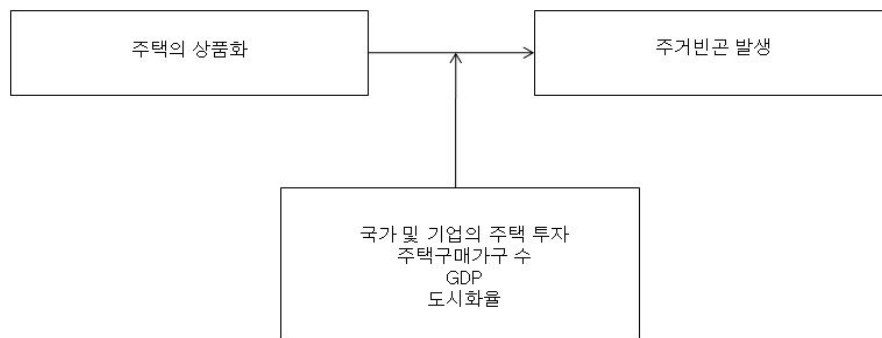 주택의 상품화
주거빈곤 발생
국가 및 기업의 주택 투자
주택구매가구 수
GDP
도시화율